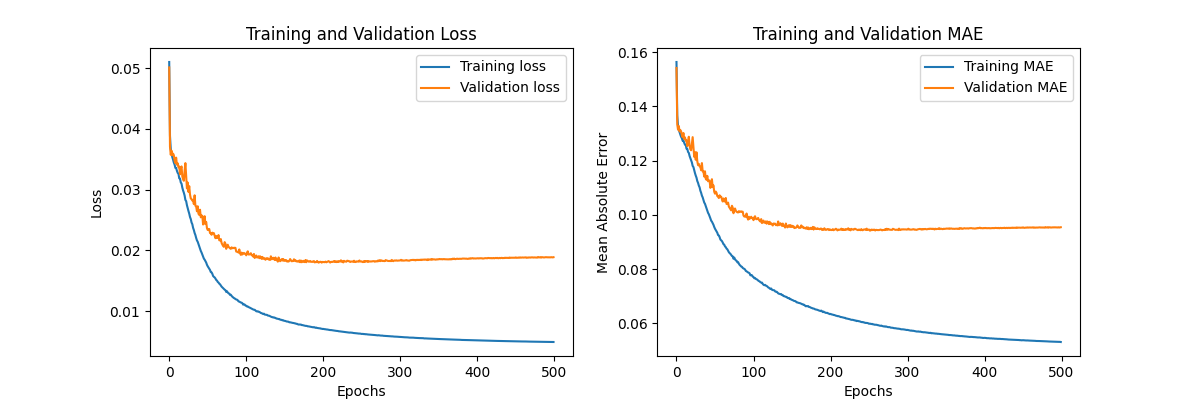 Training and Validation Loss
Training loss
Validation loss
0.05
0.04
0.03
0.02
0.01
Loss
0 100 200 300 400 500
Epochs
Training and Validation MAE
Training MAE
Validation MAE
0.16
0.14
0.12
0.10
0.08
0.06
Mean Absolute Error
0 100 200 300 400 500
Epochs